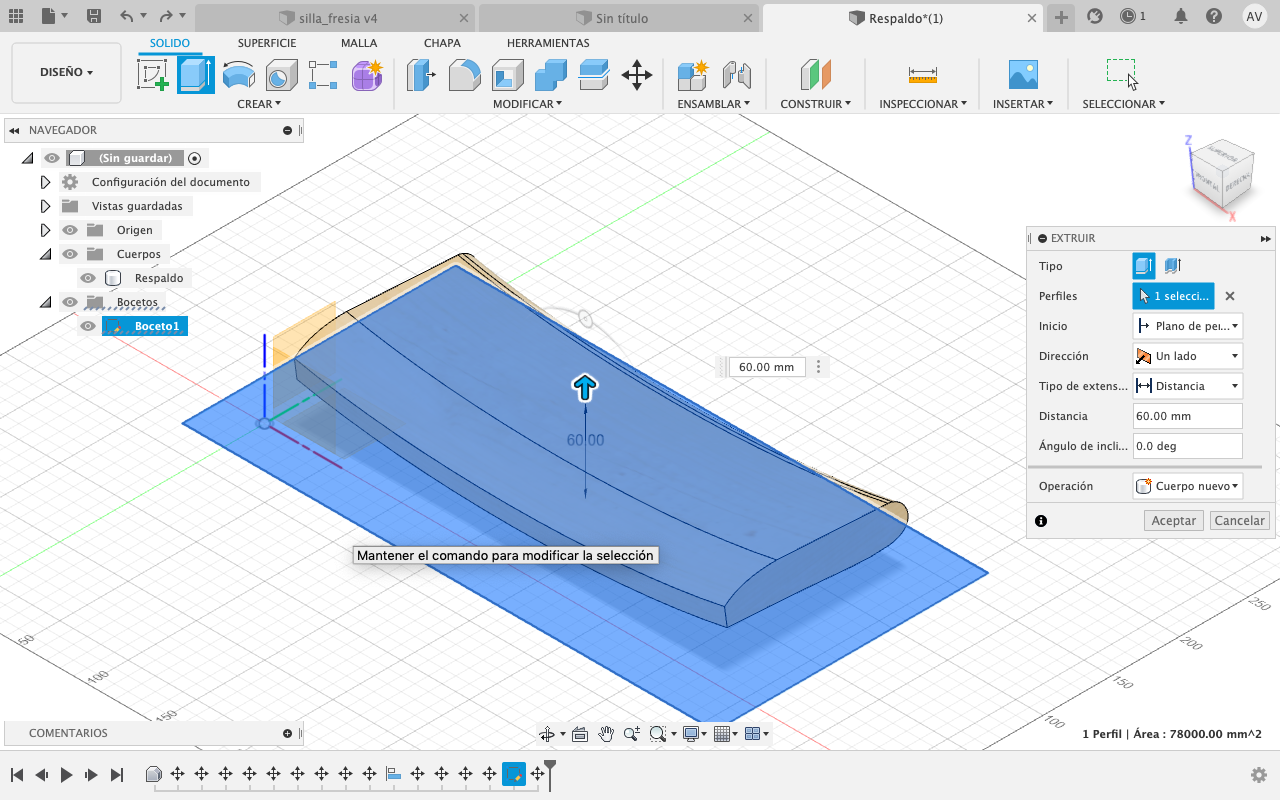 silla_fresia v4
Sin título
Respaldo*(1)
1
AV
DISEÑO
SOLIDO
SUPERFICIE
MALLA
CHAPA
HERRAMIENTAS
CREAR
MODIFICAR
ENSAMBLAR
CONSTRUIR
INSPECCIONAR
INSERTAR
SELECCIONAR
NAVEGADOR
(Sin guardar)
Configuración del documento
Vistas guardadas
Origen
Cuerpos
Respaldo
Bocetos
Boceto1
Z
X
60.00 mm
60.00
Mantener el comando para modificar la selección
EXTRUIR
Tipo
Perfiles
1 selecci...
Inicio
Plano de pe...
Dirección
Un lado
Tipo de extens...
Distancia
Distancia
60.00 mm
Ángulo de incli...
0.0 deg
Operación
Cuerpo nuevo
Aceptar
Cancelar
50
100
150
250
200
150
100
COMENTARIOS
1 Perfil | Área : 78000.00 mm^2